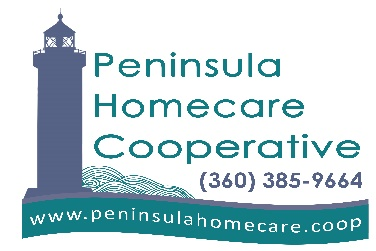 Peninsula
Homecare
Cooperative
(360) 385-9664
www.peninsulahomecare.coop